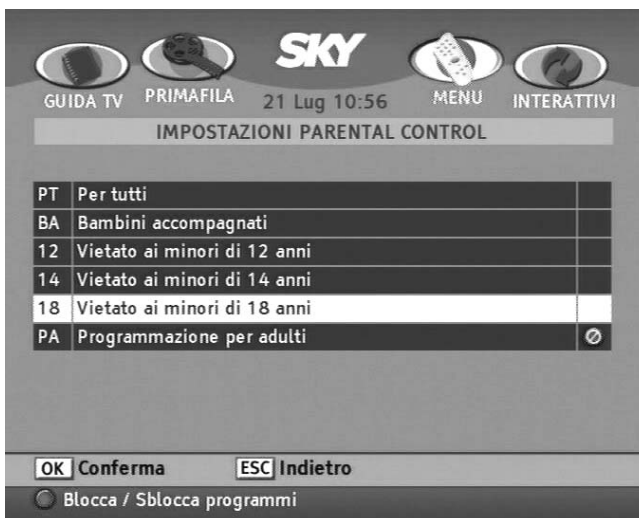 SKY
GUIDA TV PRIMAFILA 21 Lug 10:56 MENU INTERATTIVI
IMPOSTAZIONI PARENTAL CONTROL
PT Per tutti
BA Bambini accompagnati
12 Vietato ai minori di 12 anni
14 Vietato ai minori di 14 anni
18 Vietato ai minori di 18 anni
PA Programmazione per adulti
OK Conferma ESC Indietro
Blocca / Sblocca programmi